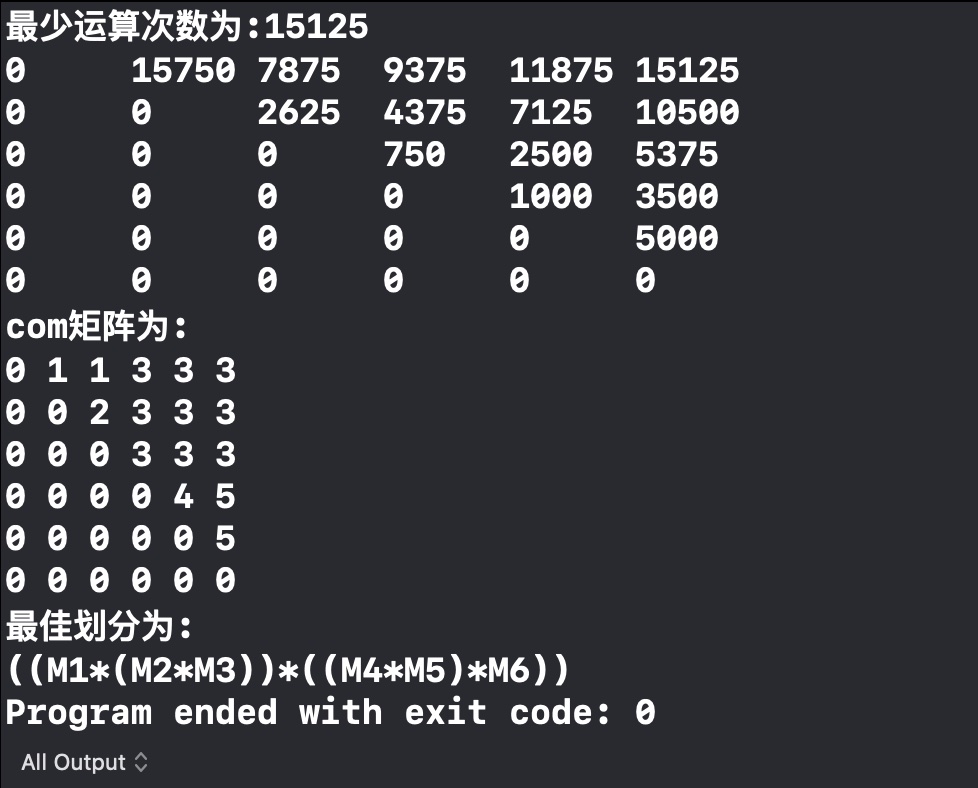 最少运算次数为:15125
0 15750 7875 9375 11875 15125
0 0 2625 4375 7125 10500
0 0 0 750 2500 5375
0 0 0 0 1000 3500
0 0 0 0 0 5000
0 0 0 0 0 0
com矩阵为:
0 1 1 3 3 3
0 0 2 3 3 3
0 0 0 3 3 3
0 0 0 0 4 5
0 0 0 0 0 5
0 0 0 0 0 0
最佳划分为:
((M1*(M2*M3))*((M4*M5)*M6))
Program ended with exit code: 0
All Output